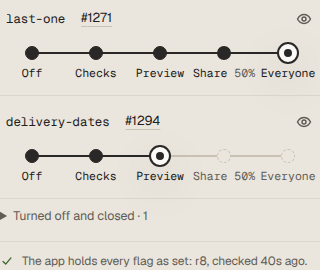 last-one #1271
Off Checks Preview Share 50% Everyone
delivery-dates #1294
Off Checks Preview Share 50% Everyone
Turned off and closed · 1
The app holds every flag as set: r8, checked 40s ago.